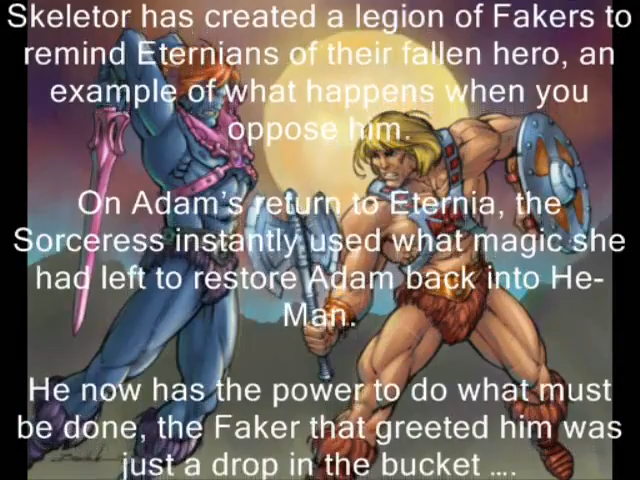 Skeletor has created a legion of Fakers to
remind Eternians of their fallen hero, an
example of what happens when you
oppose him.
On Adam's return to Eternia, the
Sorceress instantly used what magic she
had left to restore Adam back into He-
Man.
He now has the power to do what must
be done, the Faker that greeted him was
just a drop in the bucket ....